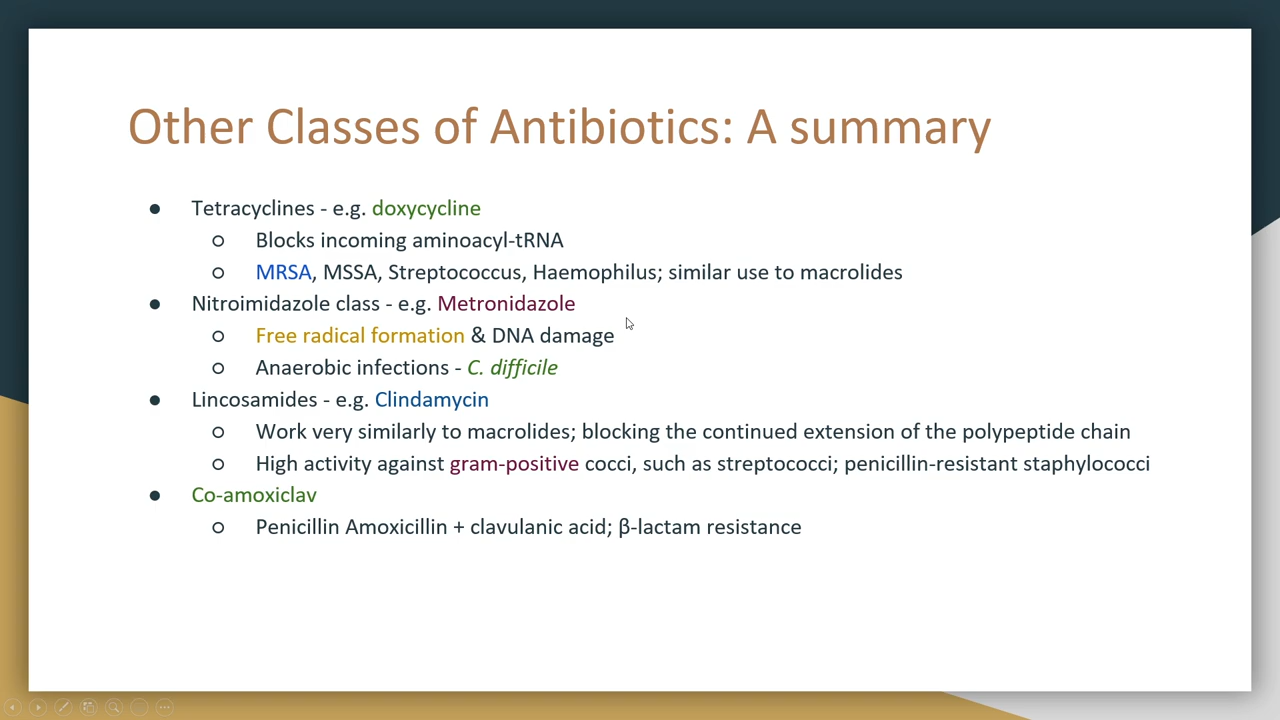 Other Classes of Antibiotics: A summary
● Tetracyclines - e.g. doxycycline
○ Blocks incoming aminoacyl-tRNA
○ MRSA, MSSA, Streptococcus, Haemophilus; similar use to macrolides
● Nitroimidazole class - e.g. Metronidazole
○ Free radical formation & DNA damage
○ Anaerobic infections - C. difficile
● Lincosamides - e.g. Clindamycin
○ Work very similarly to macrolides; blocking the continued extension of the polypeptide chain
○ High activity against gram-positive cocci, such as streptococci; penicillin-resistant staphylococci
● Co-amoxiclav
○ Penicillin Amoxicillin + clavulanic acid; β-lactam resistance